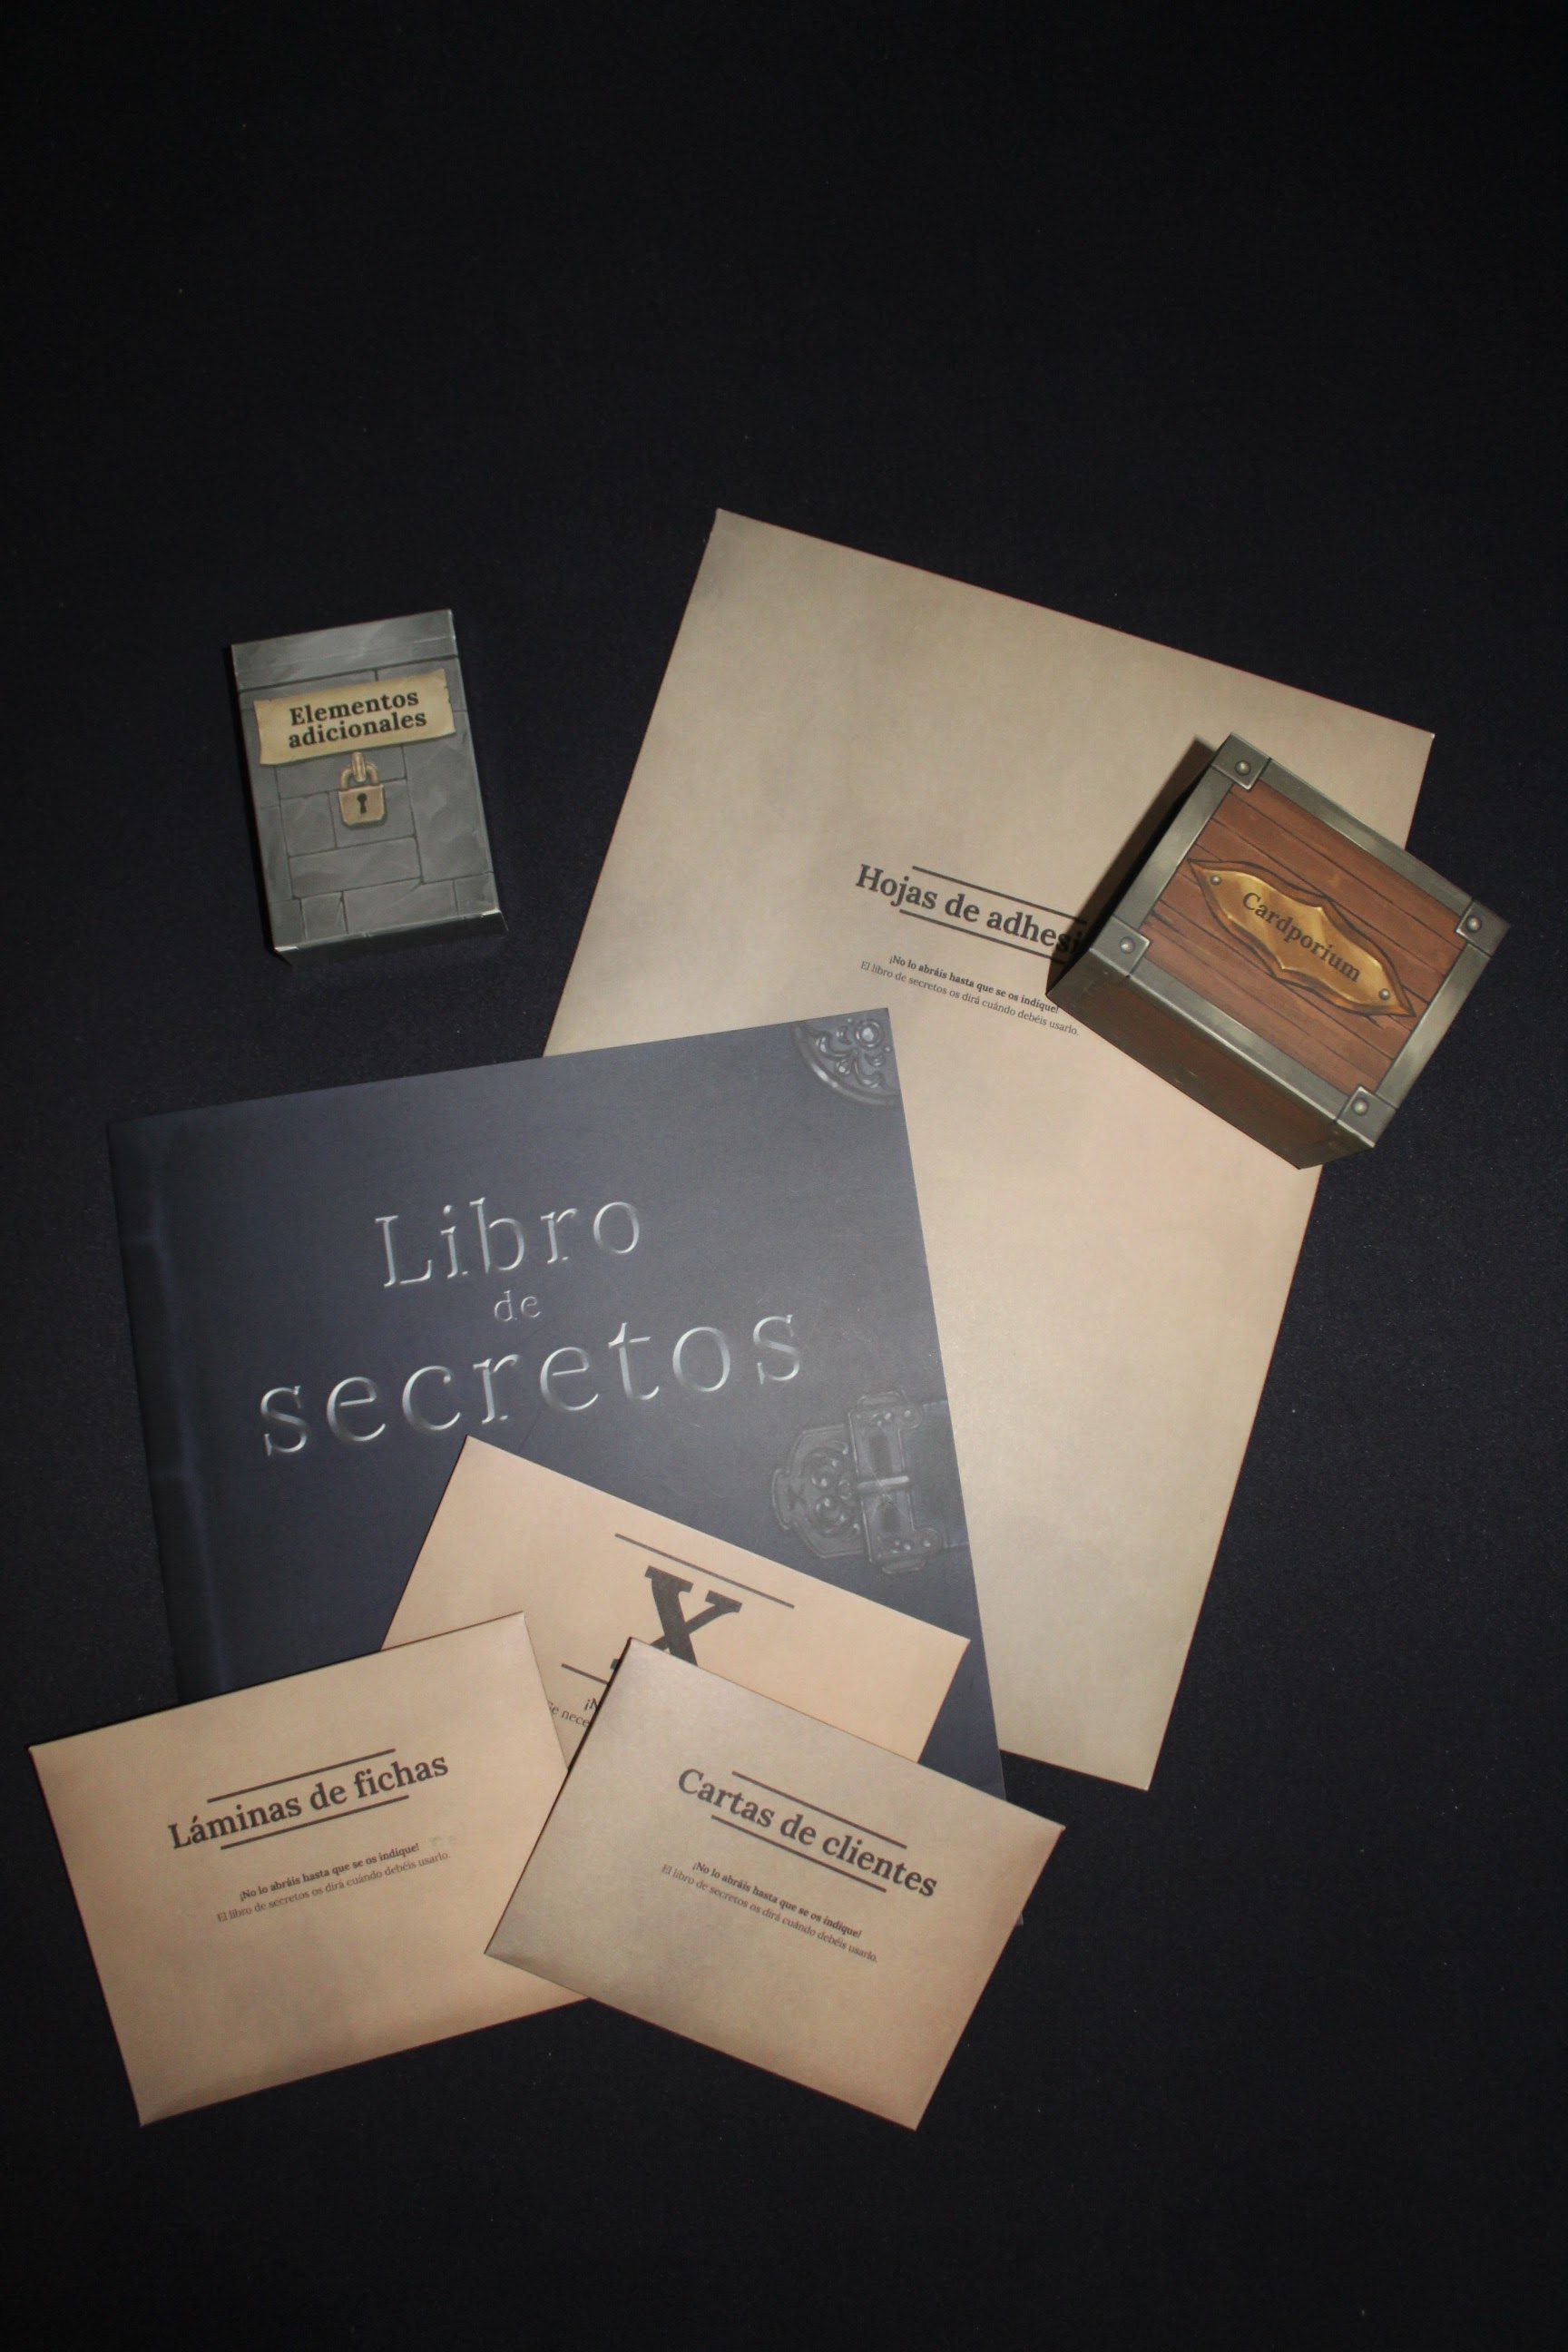 Elementos
adicionales
Hojas de
¡No lo abráis hasta que se os indique!
El libro de secretos os dirá cuándo debéis usarlo.
Cardporium
Libro
de
secretos
X
Láminas de fichas
¡No lo abráis hasta que se os indique!
El libro de secretos os dirá cuándo debéis usarlo.
Cartas de clientes
¡No lo abráis hasta que se os indique!
El libro de secretos os dirá cuándo debéis usarlo.